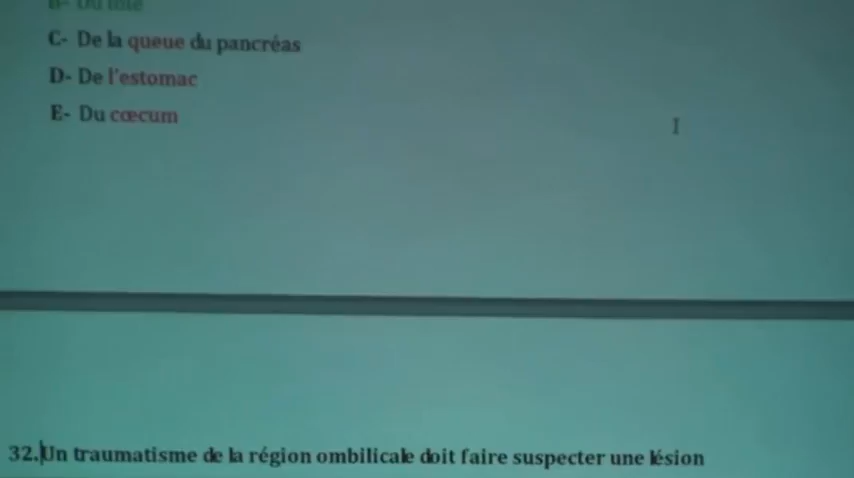 C- De la queue du pancréas
D- De l'estomac
E- Du cœcum
32.Un traumatisme de la région ombilicale doit faire suspecter une lésion